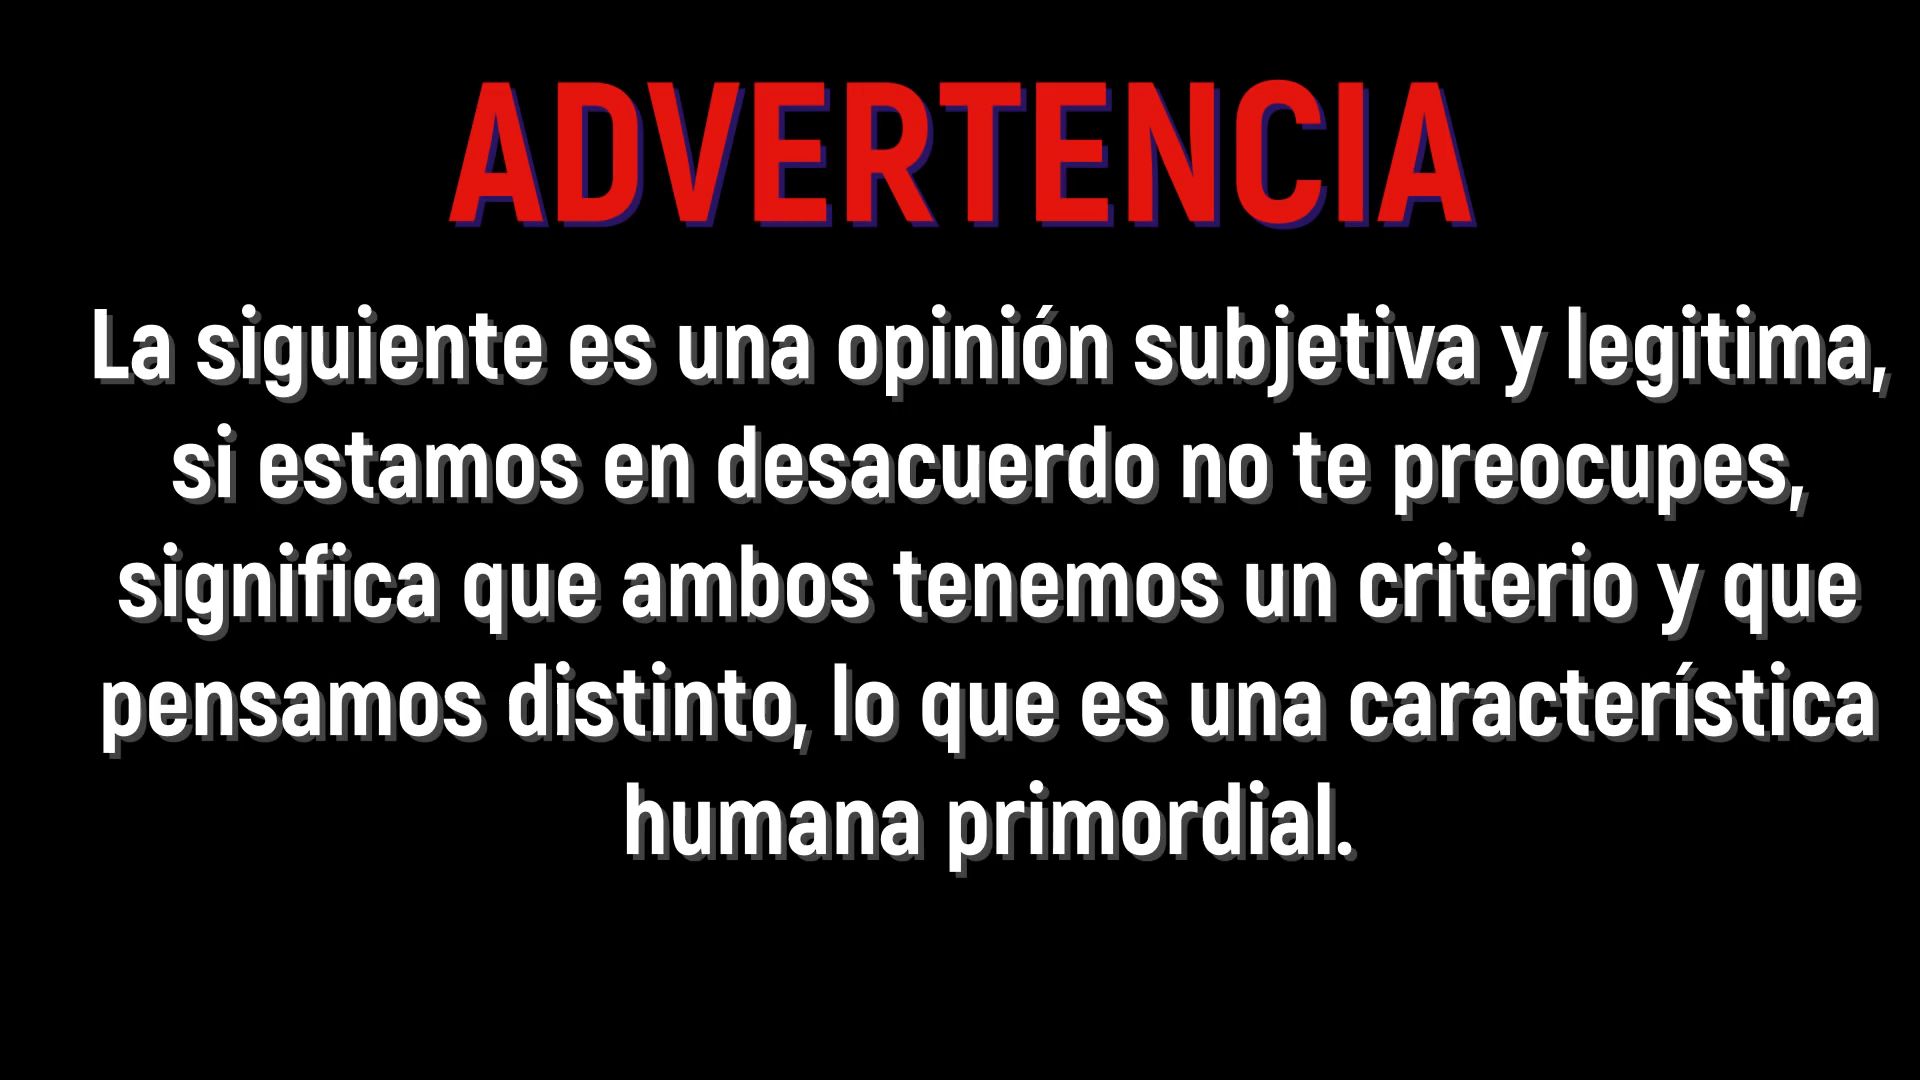 ADVERTENCIA
La siguiente es una opinión subjetiva y legitima,
si estamos en desacuerdo no te preocupes,
significa que ambos tenemos un criterio y que
pensamos distinto, lo que es una característica
humana primordial.